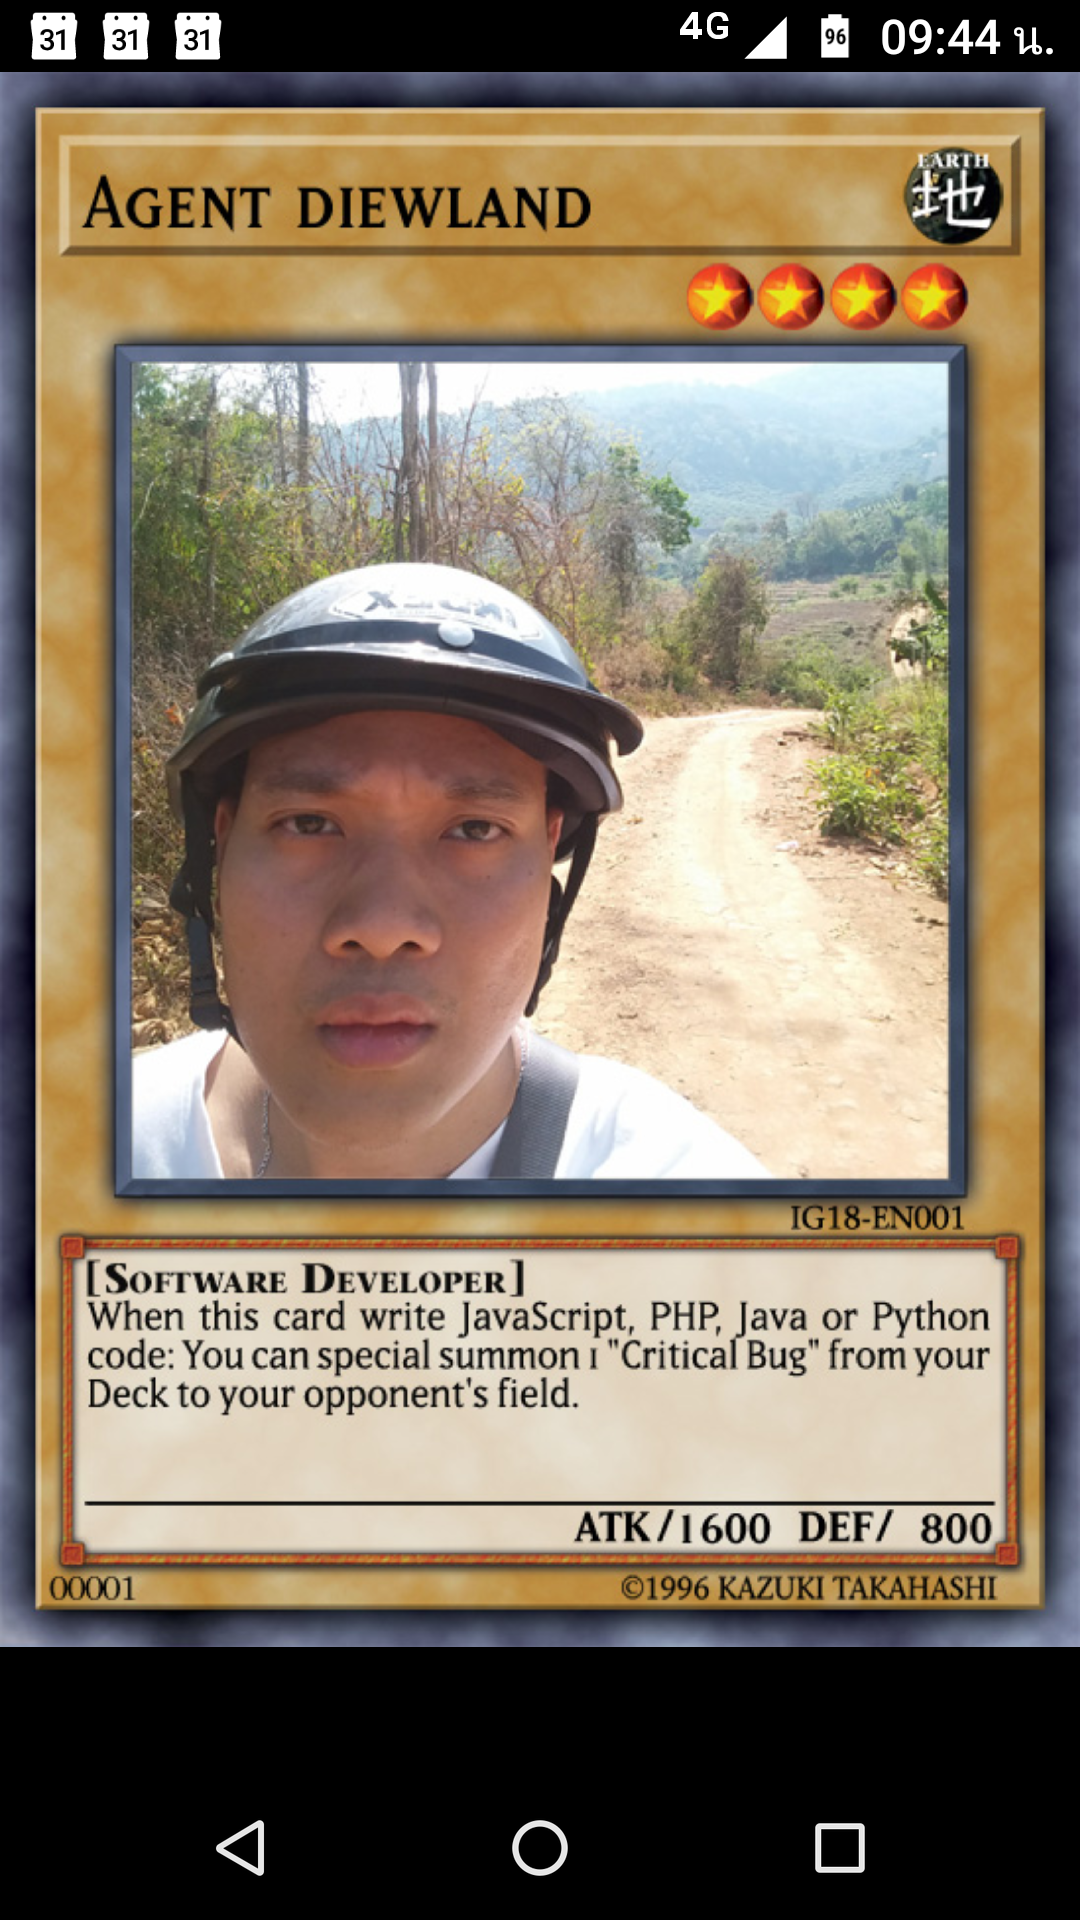 31 31 31 4G 96 09:44 น.
AGENT DIEWLAND
EARTH
地
IG18-EN001
[SOFTWARE DEVELOPER]
When this card write JavaScript, PHP, Java or Python
code: You can special summon 1 "Critical Bug" from your
Deck to your opponent's field.
ATK/1600 DEF/ 800
00001 ©1996 KAZUKI TAKAHASHI